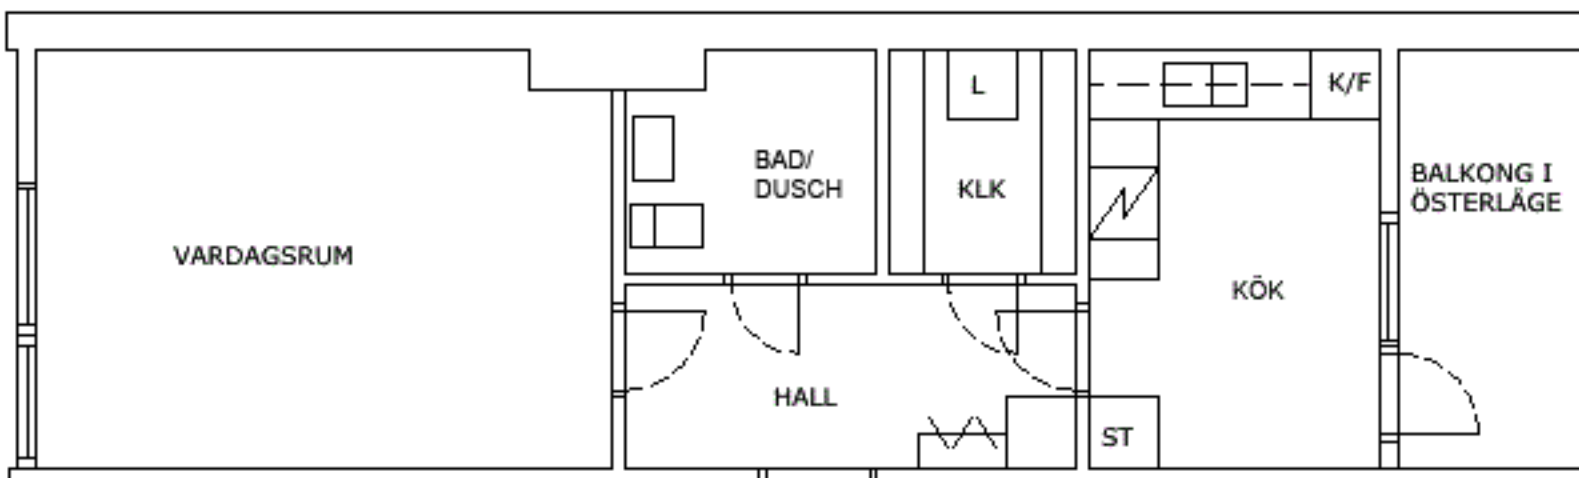 VARDAGSRUM
BAD/
DUSCH
L
KLK
K/F
KÖK
BALKONG I
ÖSTERLÄGE
HALL
ST